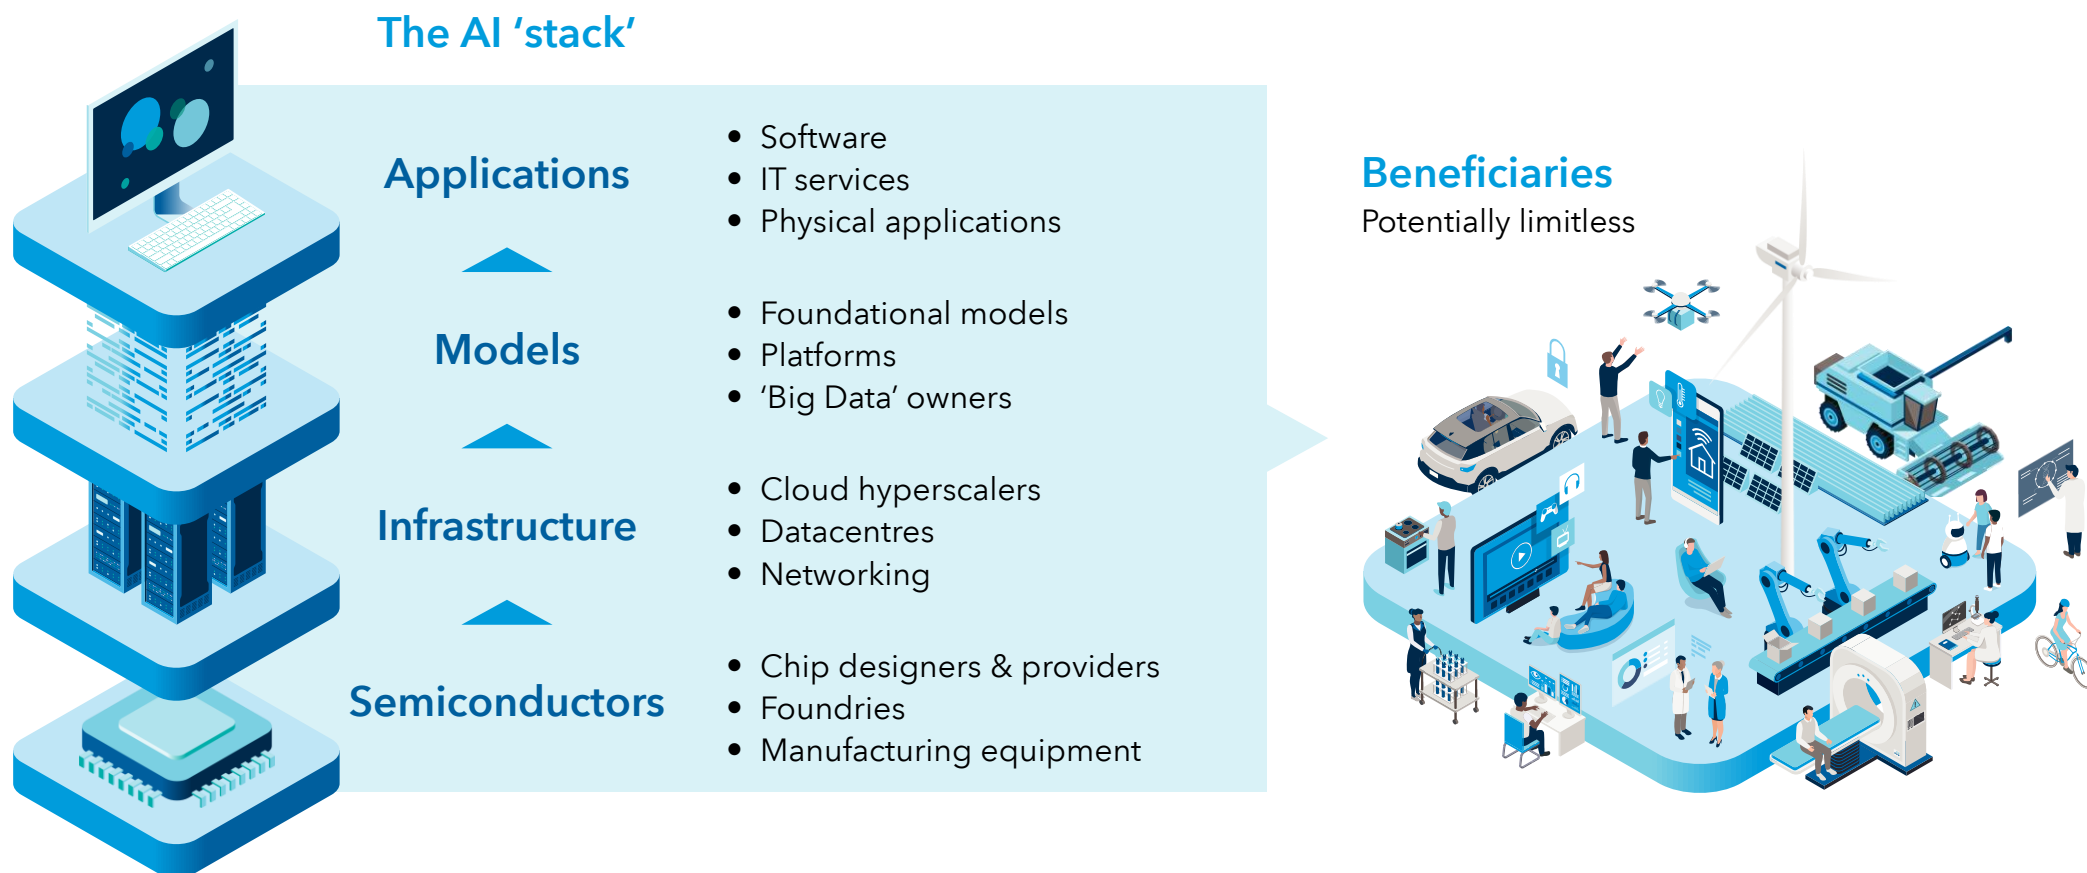 The AI ‘stack’
Applications
• Software
• IT services
• Physical applications
Models
• Foundational models
• Platforms
• ‘Big Data’ owners
Infrastructure
• Cloud hyperscalers
• Datacentres
• Networking
Semiconductors
• Chip designers & providers
• Foundries
• Manufacturing equipment
Beneficiaries
Potentially limitless